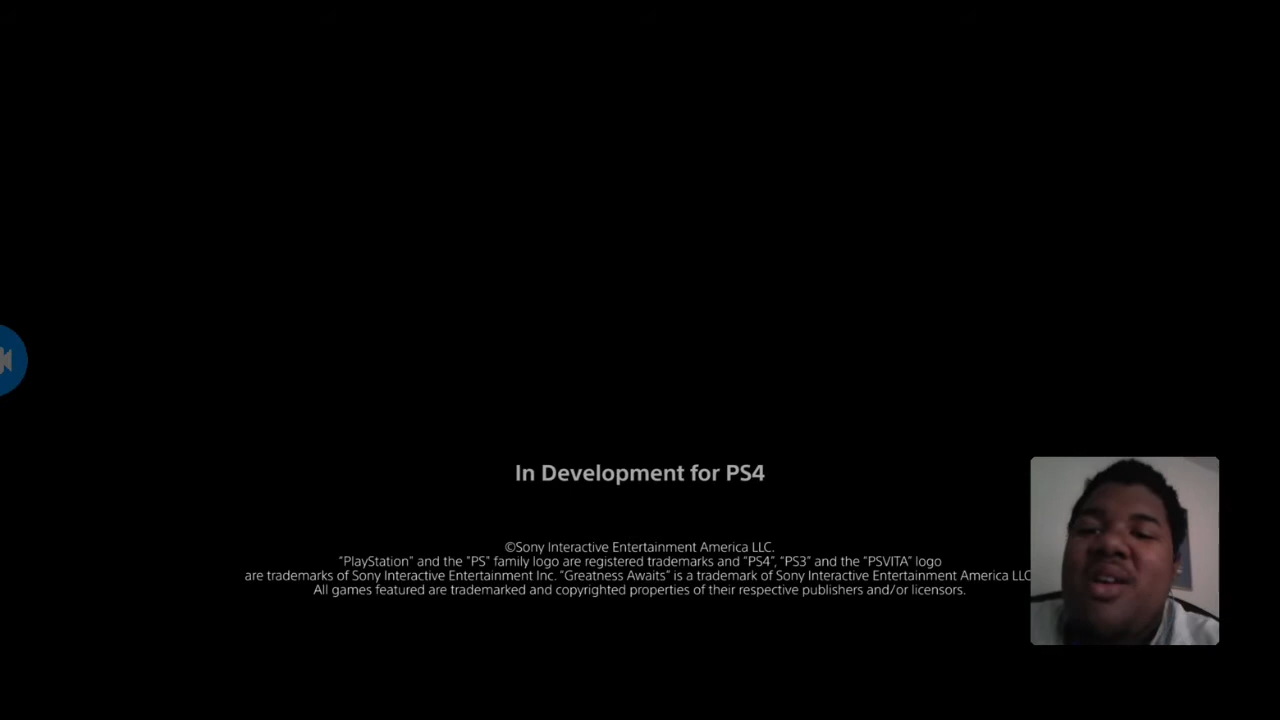 In Development for PS4
©Sony Interactive Entertainment America LLC.
"PlayStation" and the "PS" family logo are registered trademarks and "PS4", "PS3" and the "PSVITA" logo
are trademarks of Sony Interactive Entertainment Inc. "Greatness Awaits" is a trademark of Sony Interactive Entertainment America LLC
All games featured are trademarked and copyrighted properties of their respective publishers and/or licensors.